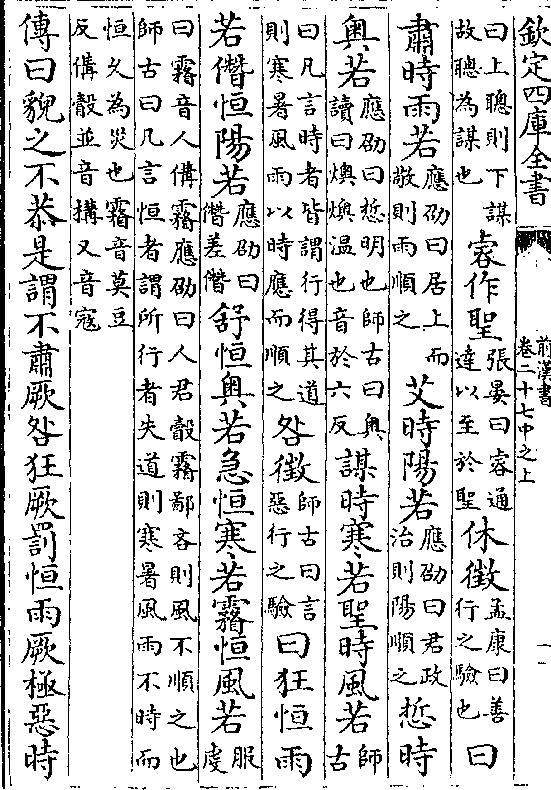 欽定四庫全書
前漢書
卷二十七中之上
曰上聰則下謀故聰為謀也睿作聖張晏曰睿通達以至於聖休徵孟康曰善行之驗也曰
肅時雨若應劭曰居上而敬則雨順之艾時陽若應劭曰君政治則陽順之悊時
奥若應劭曰悊明也師古曰奥讀曰燠燠溫也音於六反謀時寒若聖時風若師古
曰凡言時者皆謂行得其道則寒暑風雨以時應而順之咎徵師古曰言惡行之驗曰狂恒雨
若僭恒陽若應劭曰僭差僭舒恒奥若急恒寒若霿恒風若服虔
曰霿音人傋霿應劭曰人君瞉霿鄙吝則風不順之也師古曰凡言恒者謂所行者失道則寒暑風雨不時而
恒久為災也霿音莫豆反傋瞉並音搆又音寇
傳曰貌之不恭是謂不肅厥咎狂厥罰恒雨厥極惡時